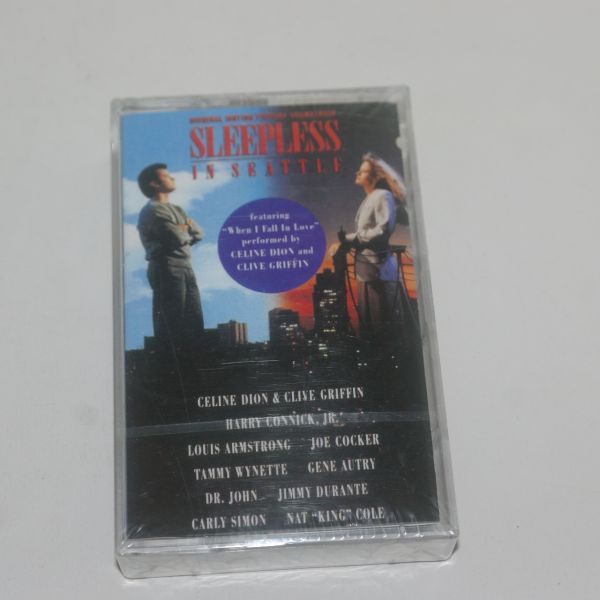 ORIGINAL MOTION PICTURE SOUNDTRACK
SLEEPLESS
IN SEATTLE
featuring
"When I Fall In Love"
performed by
CELINE DION and
CLIVE GRIFFIN
CELINE DION & CLIVE GRIFFIN
HARRY CONNICK, JR.
LOUIS ARMSTRONG JOE COCKER
TAMMY WYNETTE GENE AUTRY
DR. JOHN JIMMY DURANTE
CARLY SIMON NAT "KING" COLE